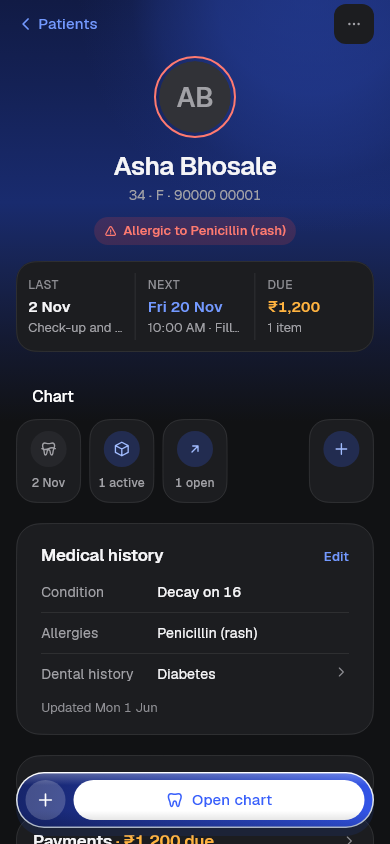 Patients
AB
Asha Bhosale
34 · F · 90000 00001
Allergic to Penicillin (rash)
LAST NEXT DUE
2 Nov Fri 20 Nov ₹1,200
Check-up and ... 10:00 AM · Fill... 1 item
Chart
2 Nov 1 active 1 open
Medical history Edit
Condition Decay on 16
Allergies Penicillin (rash)
Dental history Diabetes
Updated Mon 1 Jun
Open chart
Payments · ₹1,200 due